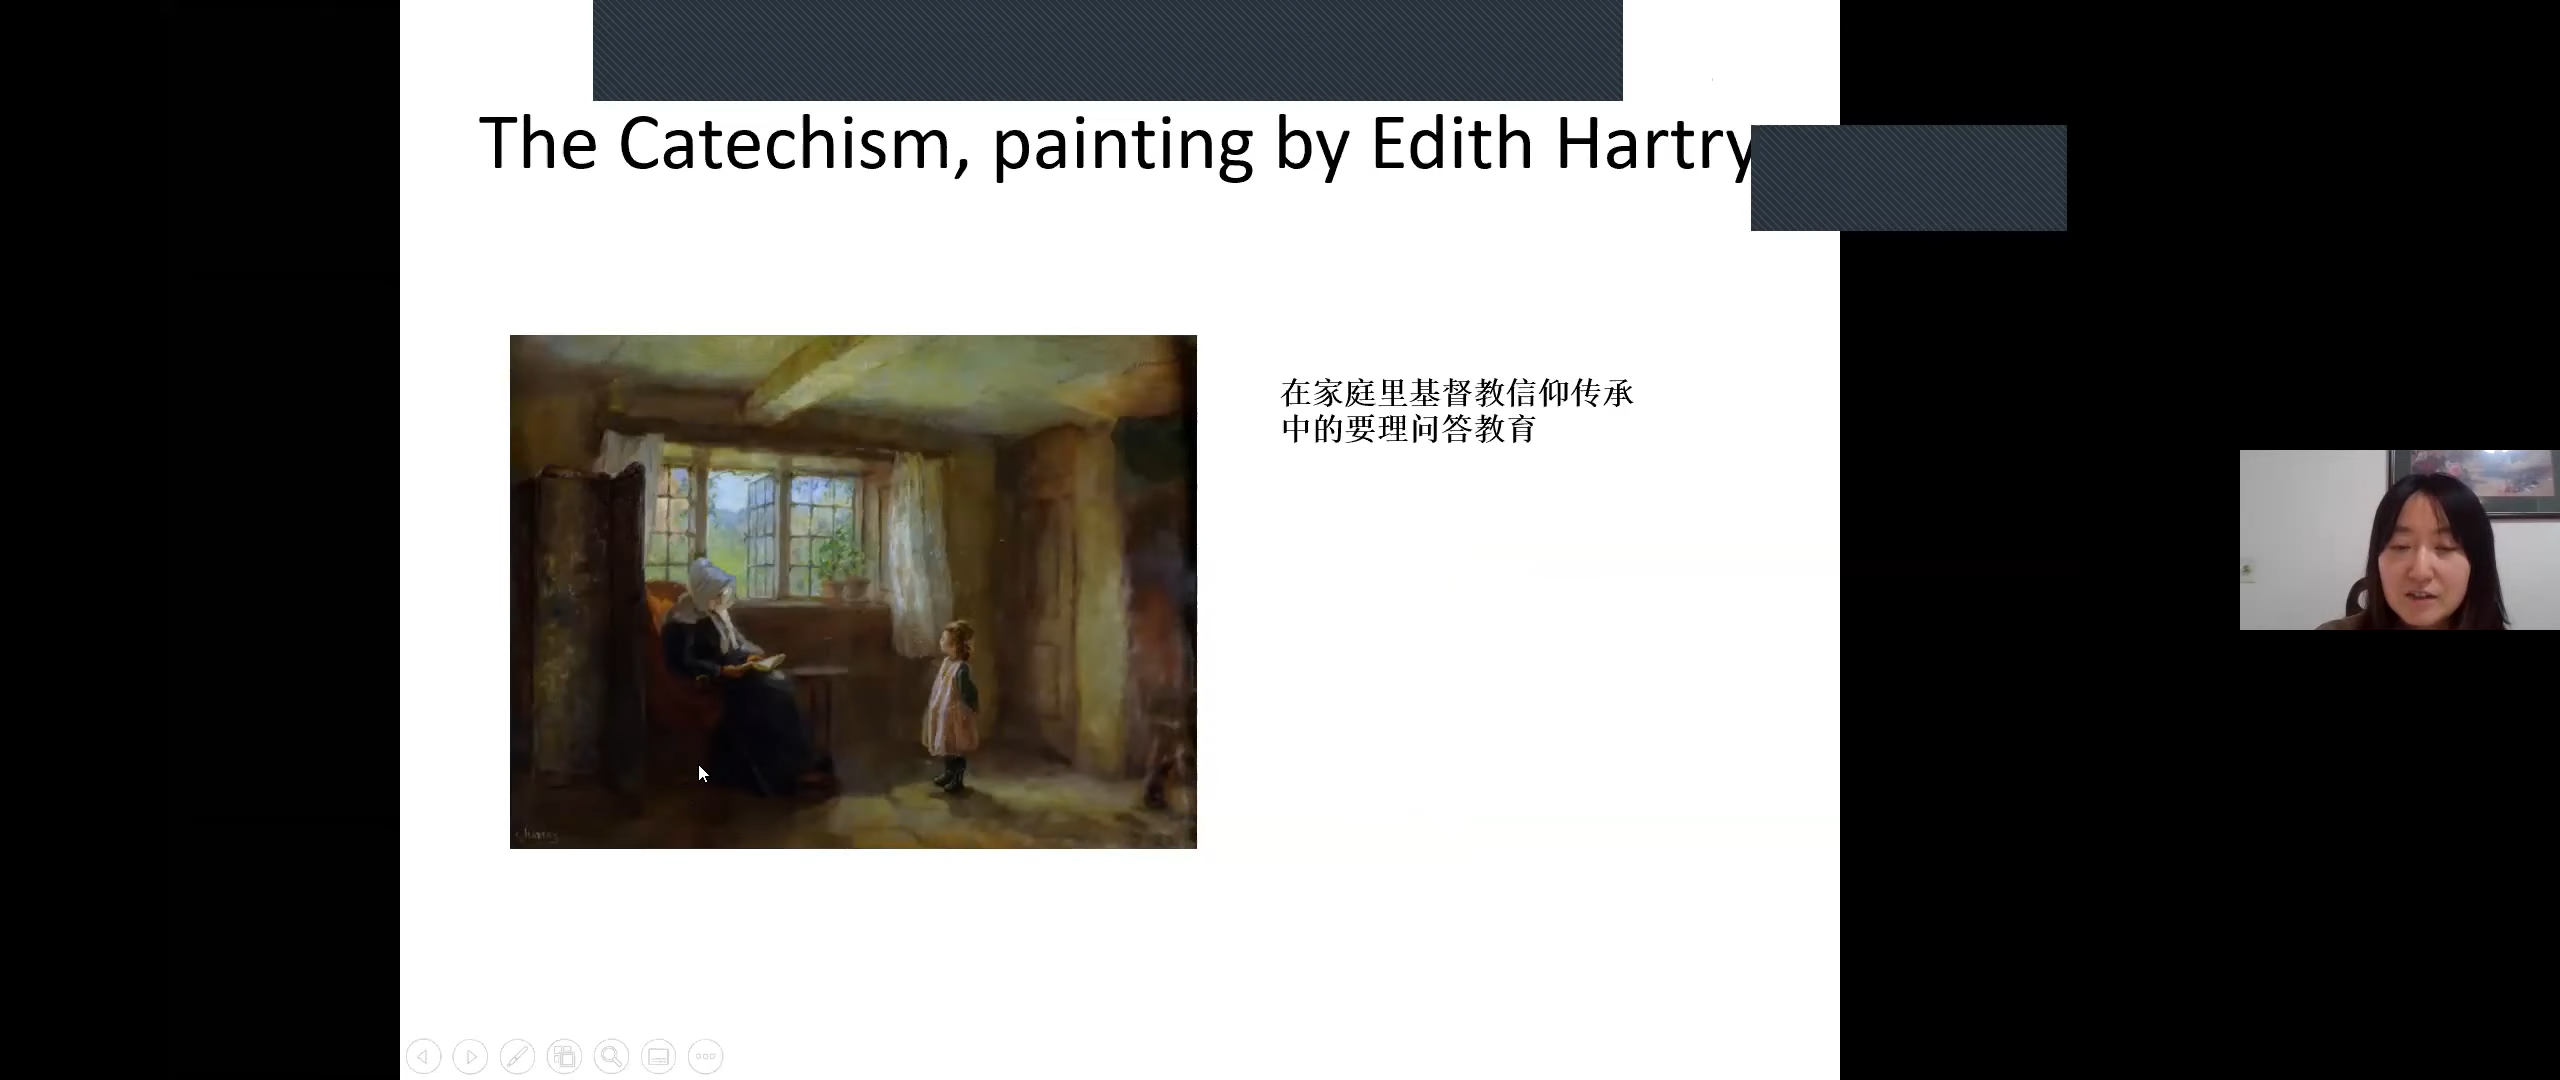 The Catechism, painting by Edith Hartry
在家庭里基督教信仰传承
中的要理问答教育